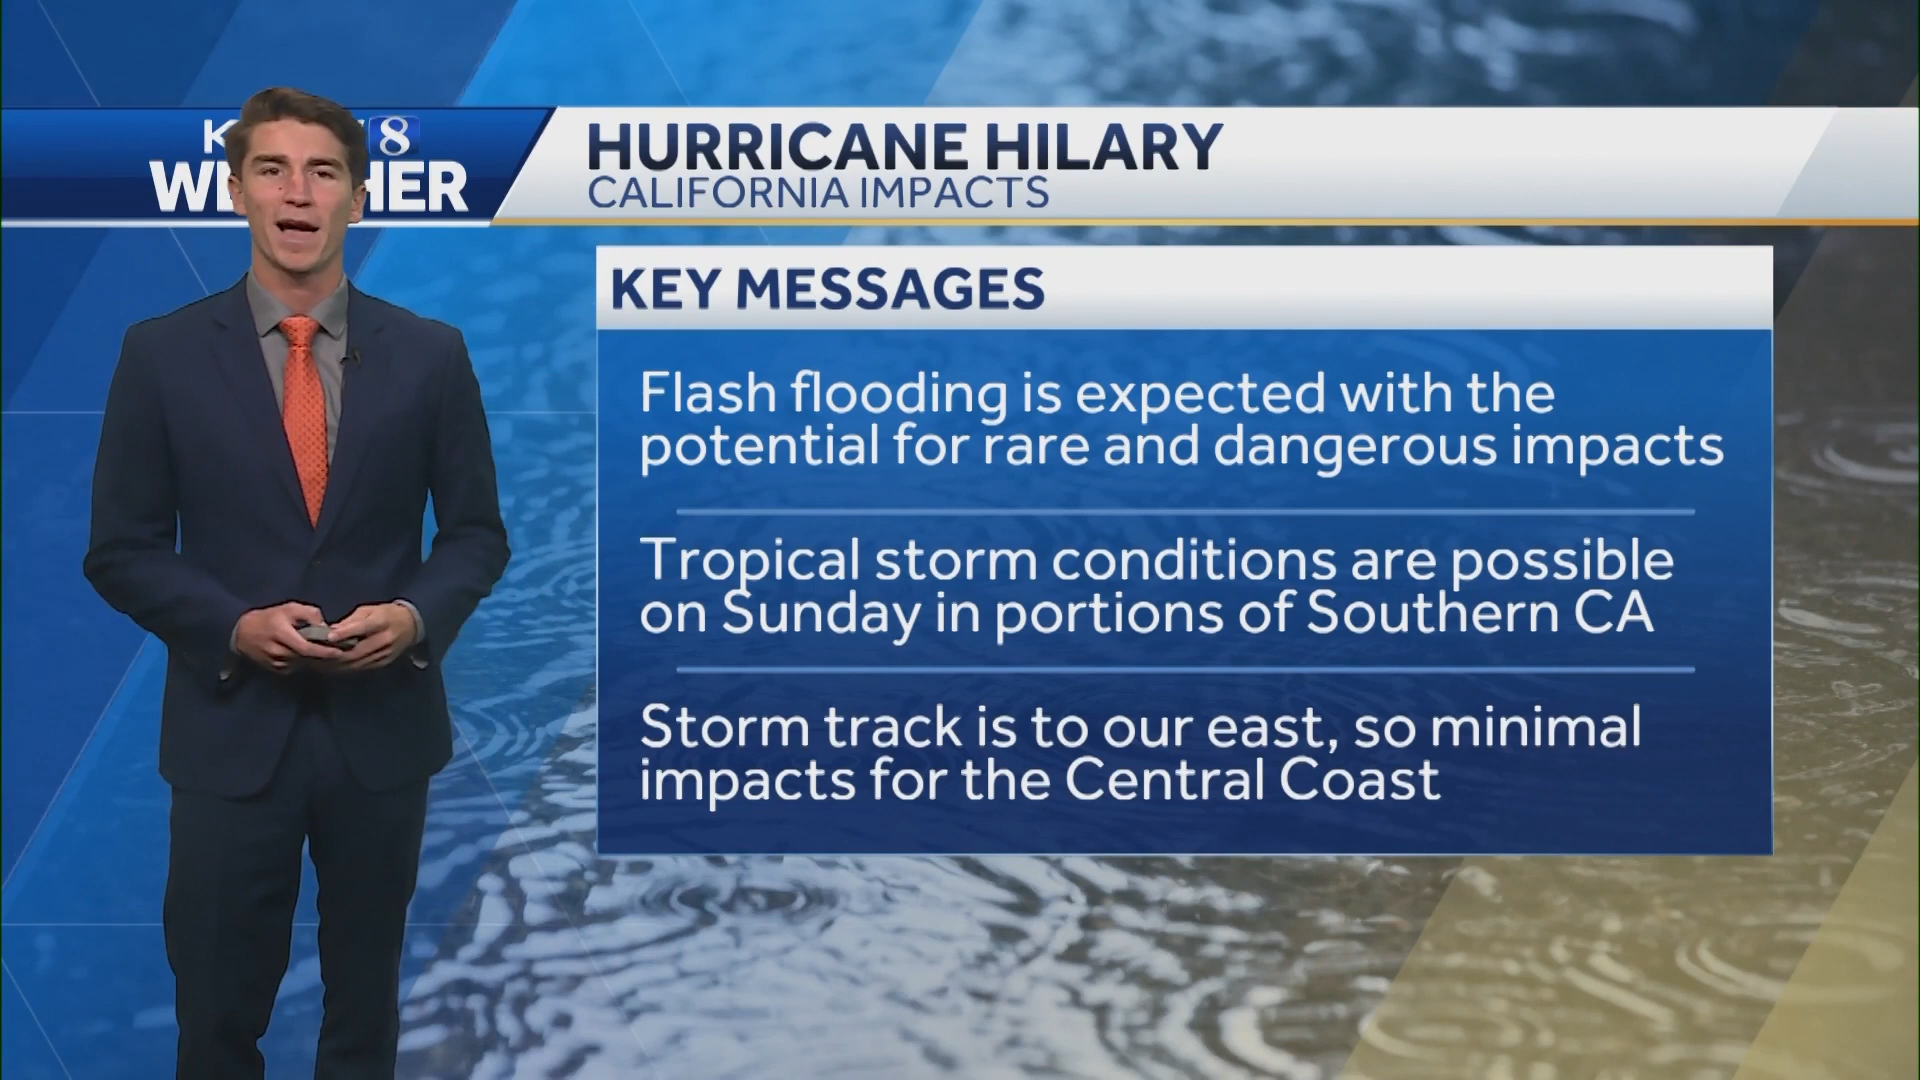 8
HURRICANE HILARY
CALIFORNIA IMPACTS
KEY MESSAGES
Flash flooding is expected with the
potential for rare and dangerous impacts
Tropical storm conditions are possible
on Sunday in portions of Southern CA
Storm track is to our east, so minimal
impacts for the Central Coast